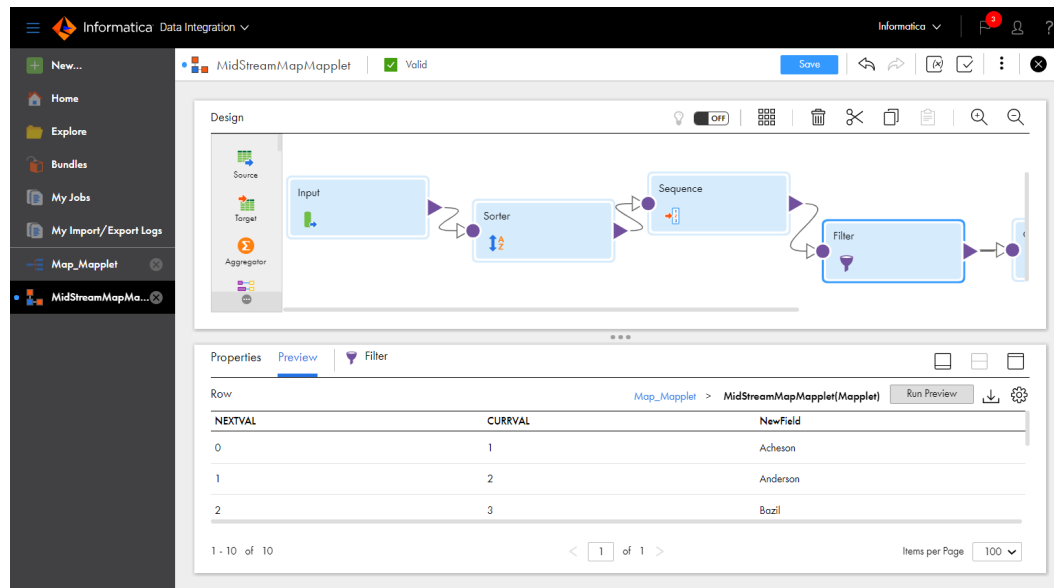 Informatica Data Integration
Informatica
3
?
New...
Home
Explore
Bundles
My Jobs
My Import/Export Logs
Map_Mapplet
MidStreamMapMa...
MidStreamMapMapplet
Valid
Save
Design
OFF
Source
Target
Aggregator
Input
Sorter
Sequence
Filter
Properties Preview Filter
Row
Map_Mapplet > MidStreamMapMapplet(Mapplet)
Run Preview
NEXTVAL CURRVAL NewField
0 1 Acheson
1 2 Anderson
2 3 Bazil
1 - 10 of 10
< 1 of 1 >
Items per Page 100